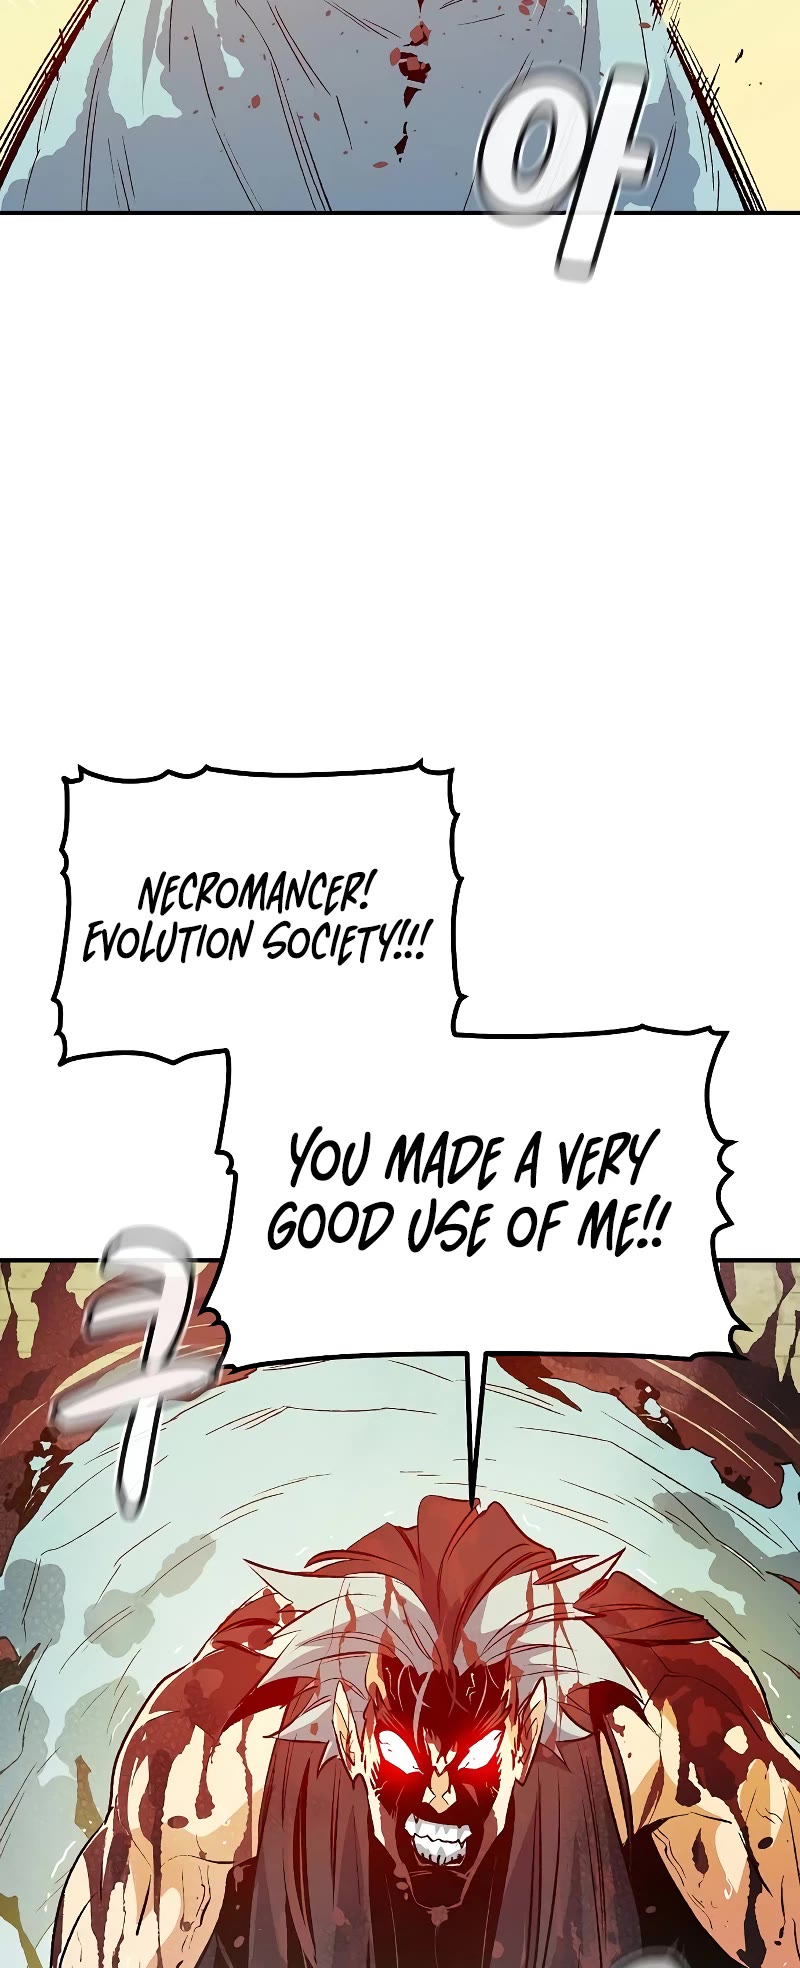 아
NECROMANCER!
EVOLUTION SOCIETY!!!
YOU MADE A VERY
GOOD USE OF ME!!
크